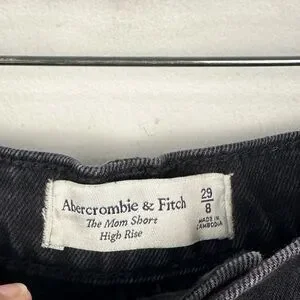 Abercrombie & Fitch
The Mom Short
High Rise
29
8
MADE IN
CAMBODIA